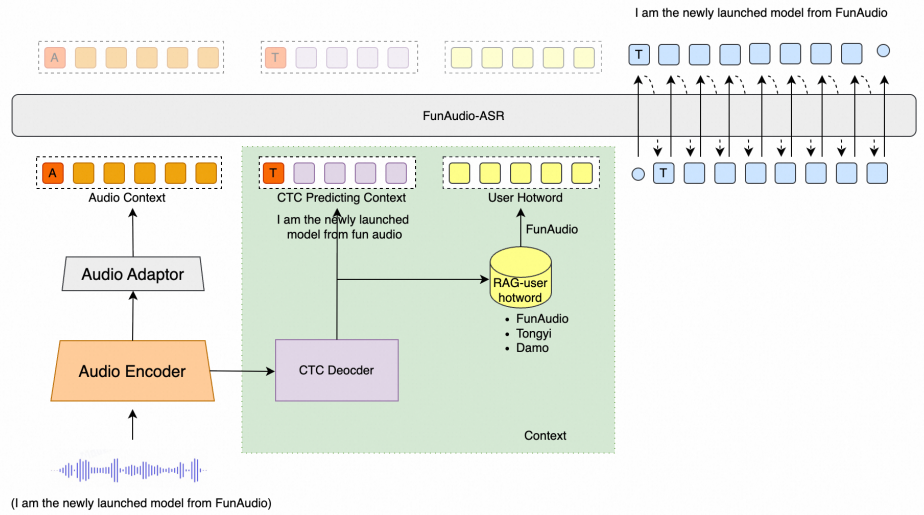 I am the newly launched model from FunAudio
A
T
T
FunAudio-ASR
A
T
T
Audio Context
CTC Predicting Context
User Hotword
I am the newly launched
model from fun audio
FunAudio
Audio Adaptor
RAG-user
hotword
• FunAudio
• Tongyi
• Damo
Audio Encoder
CTC Deocder
Context
(I am the newly launched model from FunAudio)